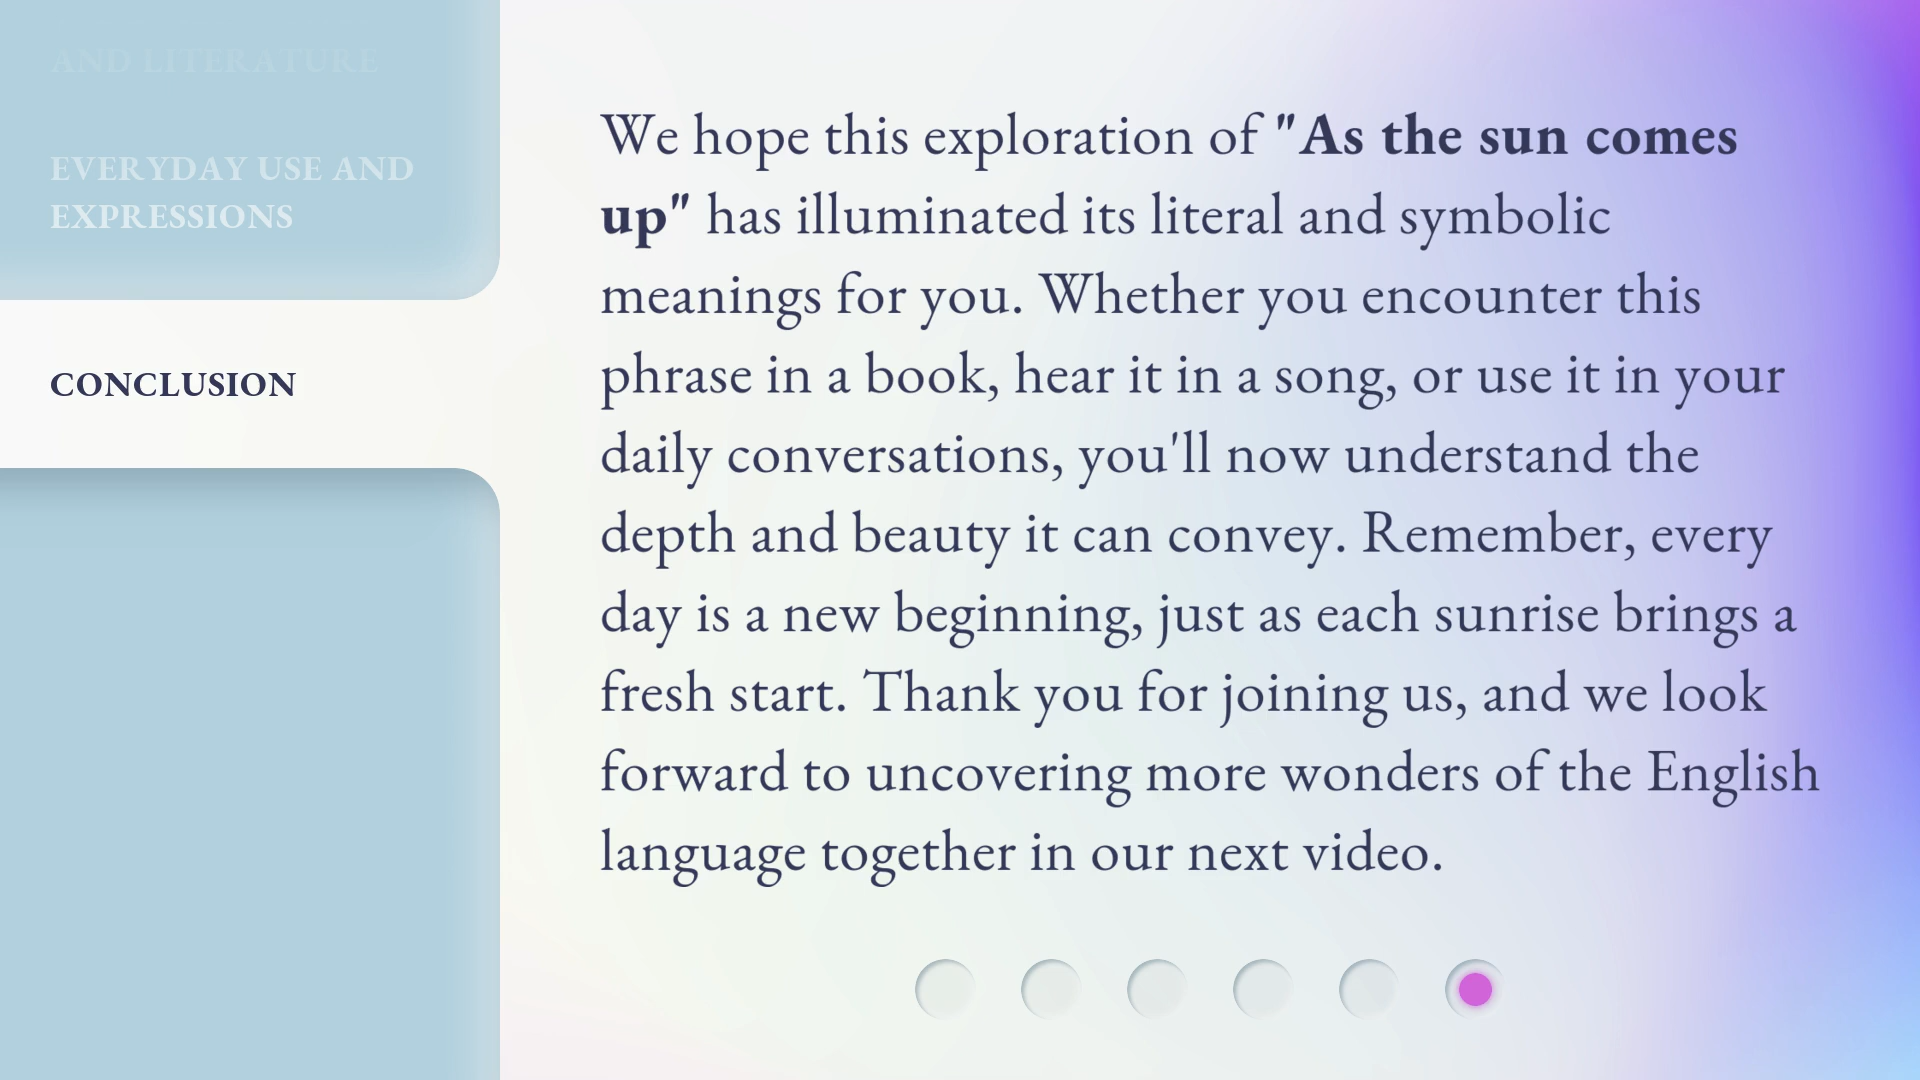 AND LITERATURE
EVERYDAY USE AND
EXPRESSIONS
CONCLUSION
We hope this exploration of "As the sun comes
up" has illuminated its literal and symbolic
meanings for you. Whether you encounter this
phrase in a book, hear it in a song, or use it in your
daily conversations, you'll now understand the
depth and beauty it can convey. Remember, every
day is a new beginning, just as each sunrise brings a
fresh start. Thank you for joining us, and we look
forward to uncovering more wonders of the English
language together in our next video.